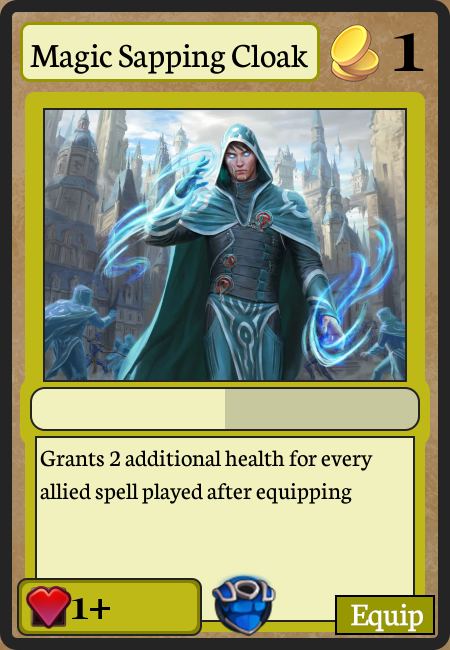 Magic Sapping Cloak
1
Grants 2 additional health for every
allied spell played after equipping
1+
Equip